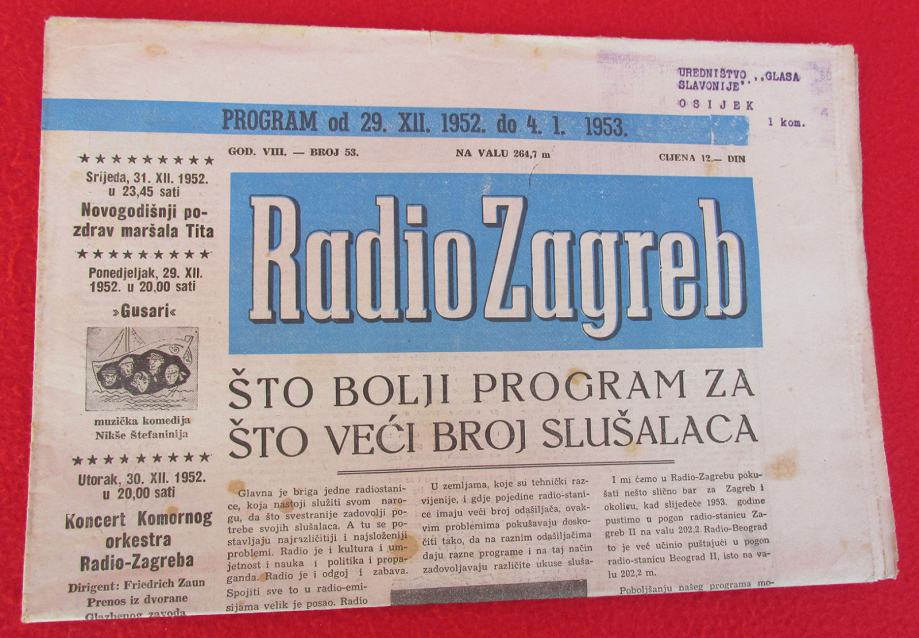 UREDNIŠTVO „GLASA
SLAVONIJE"
OSIJEK
1 kom.
PROGRAM od 29. XII. 1952. do 4. 1. 1953.
GOD. VIII. — BROJ 53.
NA VALU 264,7 m
CIJENA 12.— DIN
Radio Zagreb
Srijeda, 31. XII. 1952.
u 23,45 sati
Novogodišnji po-
zdrav maršala Tita
Ponedjeljak, 29. XII.
1952. u 20,00 sati
»Gusari«
muzička komedija
Nikše Štefaninija
Utorak, 30. XII. 1952.
u 20,00 sati
Koncert Komornog
orkestra
Radio-Zagreba
Dirigent: Friedrich Zaun
Prenos iz dvorane
Glazbenog zavoda
ŠTO BOLJI PROGRAM ZA
ŠTO VEĆI BROJ SLUŠALACA
Glavna je briga jedne radiostani-
ce, koja nastoji služiti svom naro-
gu, da što svestranije zadovolji po-
trebe svojih slušalaca. A tu se po-
stavljaju najrazličitiji i najsloženiji
problemi. Radio je i kultura i um-
jetnost i nauka i politika i propa-
ganda. Radio je i odgoj i zabava.
Spojiti sve to u radio-emi-
sijama velik je posao. Radio
U zemljama, koje su tehnički raz-
vijenije, i gdje pojedine radio-stani-
ce imaju veći broj odašiljača, ovak-
vim problemima pokušavaju dosko-
čiti tako, da na raznim odašiljačima
daju razne programe i na taj način
zadovoljavaju različite ukuse sluša-
I mi ćemo u Radio-Zagrebu poku-
šati nešto slično bar za Zagreb i
okolicu, kad slijedeće 1953. godine
pustimo u pogon radio-stanicu Za-
greb II na valu 202.2 Radio-Beograd
to je već učinio puštajući u pogon
radio-stanicu Beograd II, isto na va-
lu 202,2 m.
Poboljšanju našeg programa mo-